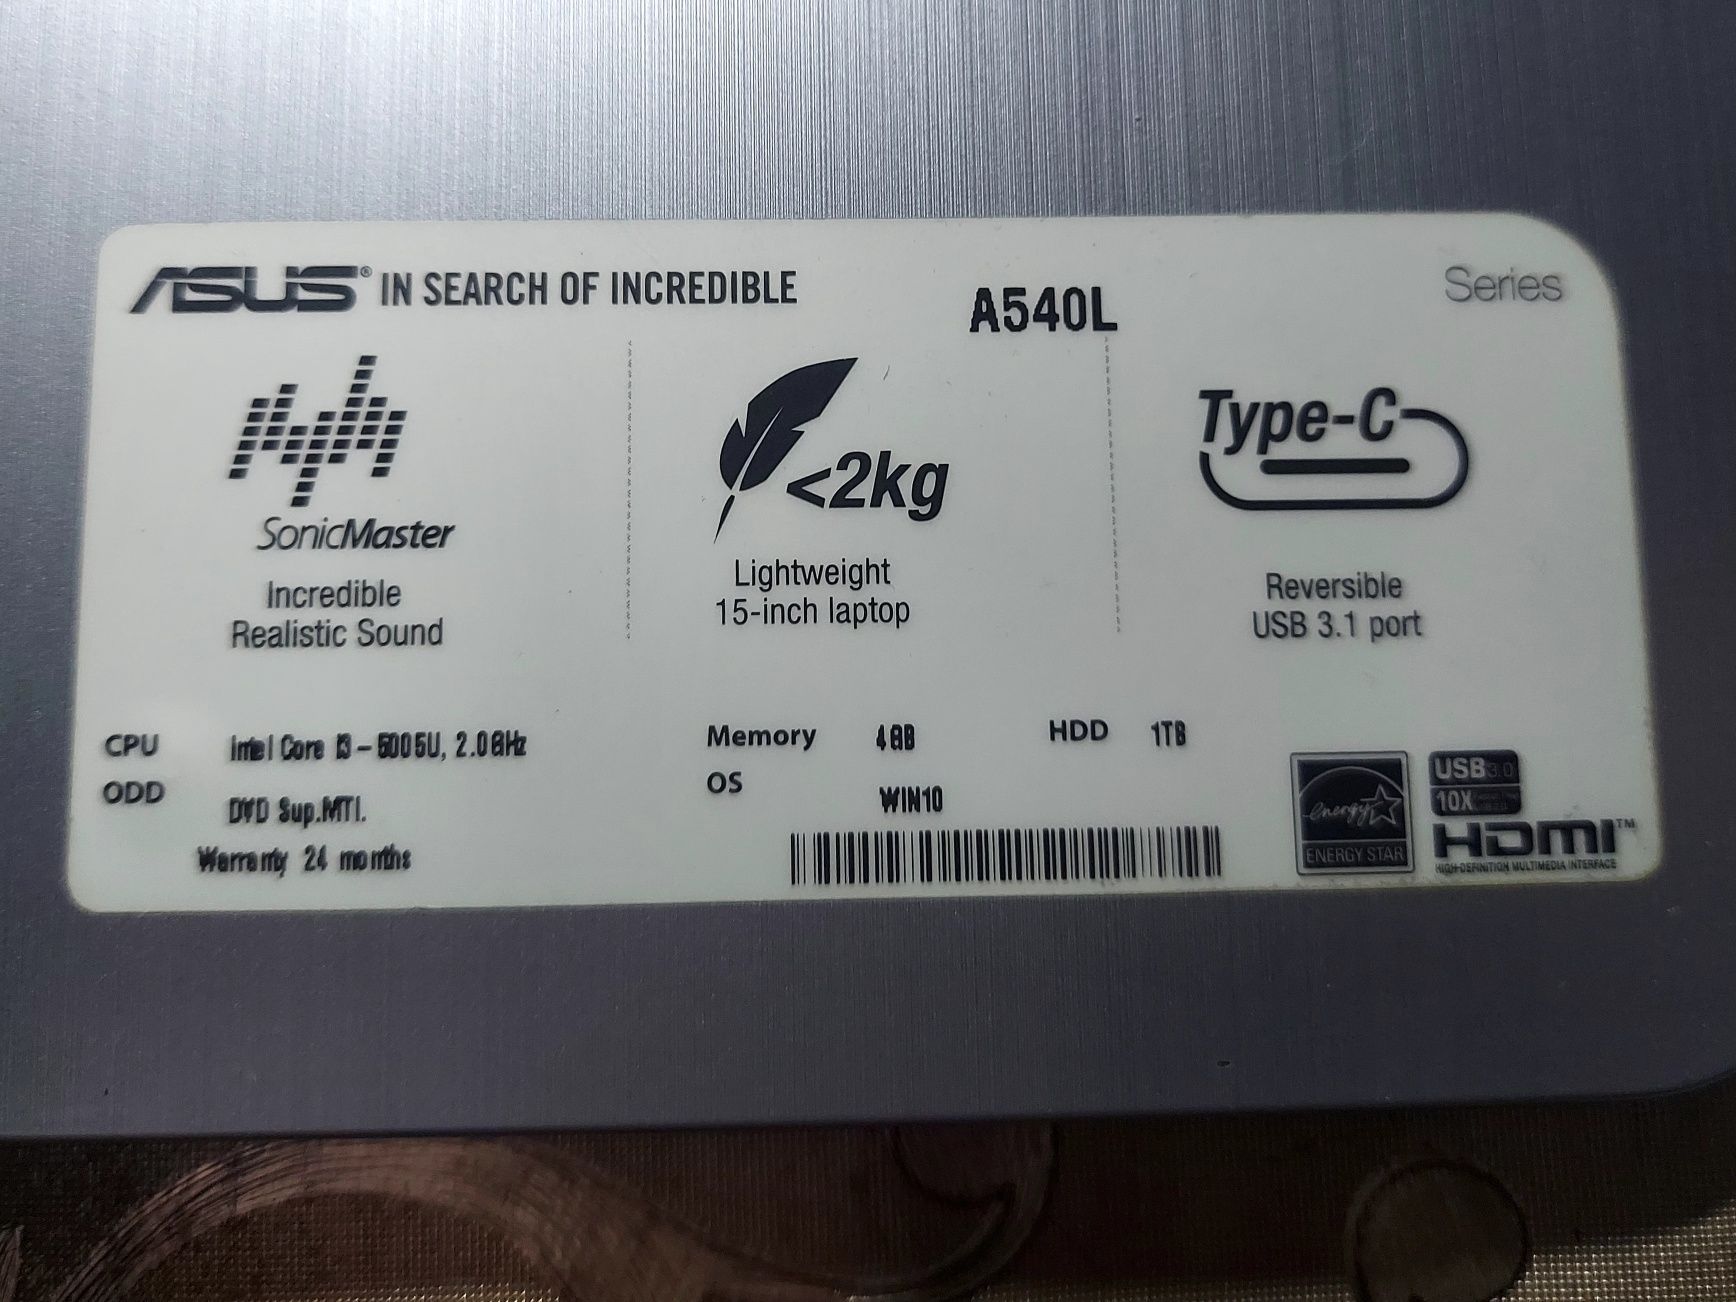 ASUS® IN SEARCH OF INCREDIBLE
A540L
Series
SonicMaster
Incredible
Realistic Sound
<2kg
Lightweight
15-inch laptop
Type-C
Reversible
USB 3.1 port
CPU Intel Core i3-5005U, 2.0GHz
ODD DVD Sup.MTI.
Warranty 24 months
Memory 4GB
OS WIN10
HDD 1TB
energy
ENERGY STAR
USB 3.0
10X
HDMI™
HIGH-DEFINITION MULTIMEDIA INTERFACE